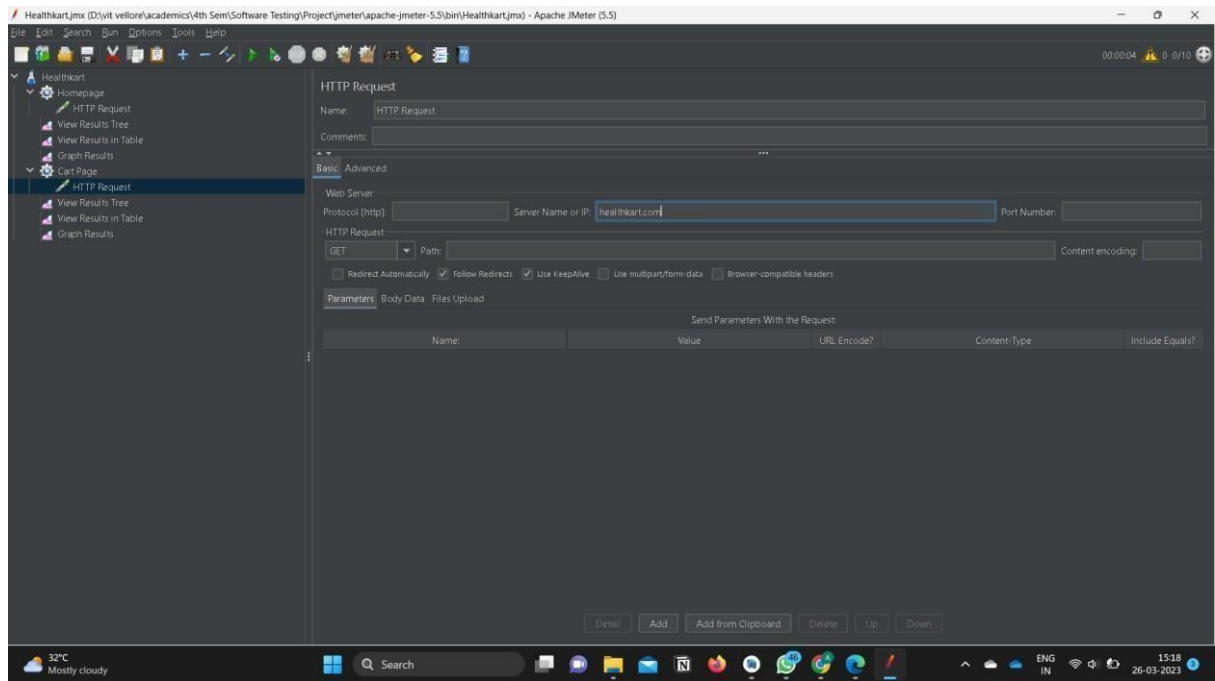 Healthkart.jmx (D:\vit vellore\academics\4th Sem\Software Testing\Project\jmeter\apache-jmeter-5.5\bin\Healthkart.jmx) - Apache JMeter (5.5)
File Edit Search Run Options Tools Help
00:00:04 0 0/10
Healthkart
Homepage
HTTP Request
View Results Tree
View Results in Table
Graph Results
Cart Page
HTTP Request
View Results Tree
View Results in Table
Graph Results
HTTP Request
Name: HTTP Request
Comments:
Basic Advanced
Web Server
Protocol [http]: Server Name or IP: healthkart.com Port Number:
HTTP Request
GET Path: Content encoding:
Redirect Automatically Follow Redirects Use KeepAlive Use multipart/form-data Browser-compatible headers
Parameters Body Data Files Upload
Send Parameters With the Request:
Name: Value URL Encode? Content-Type Include Equals?
Detail Add Add from Clipboard Delete Up Down
32°C
Mostly cloudy
Search
46
ENG
IN
15:18
26-03-2023
3